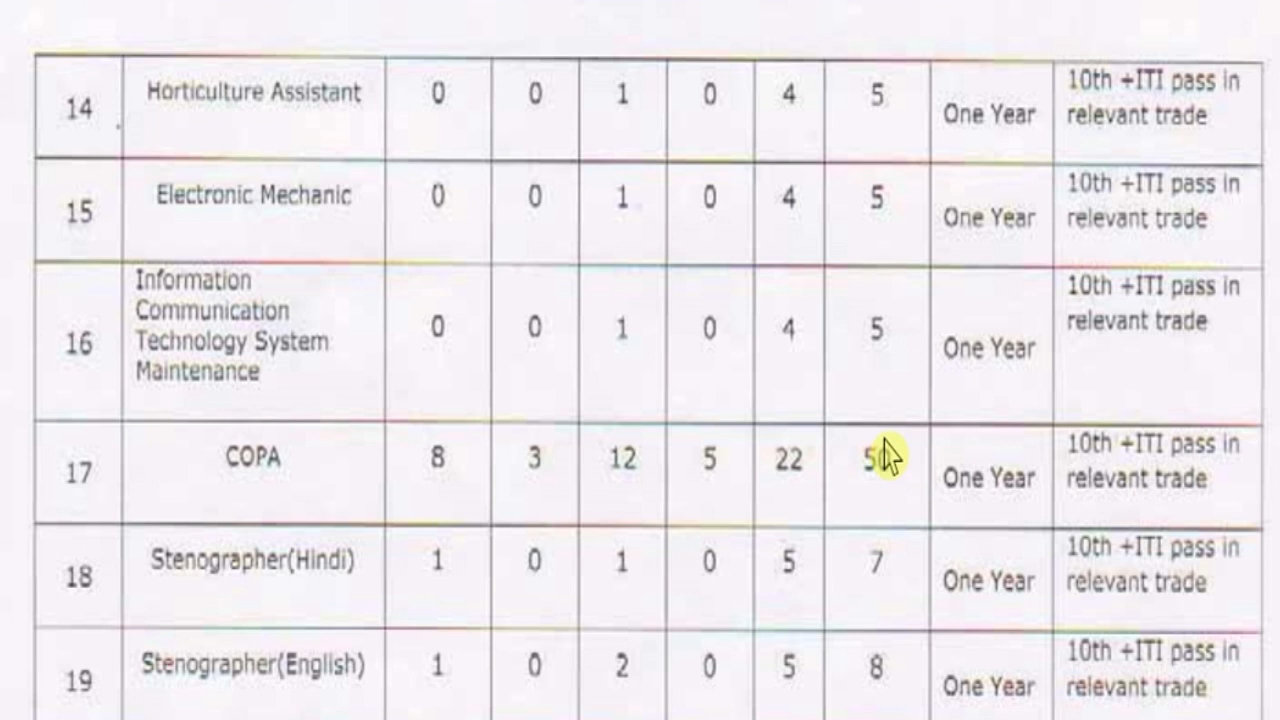 14 Horticulture Assistant 0 0 1 0 4 5 One Year 10th +ITI pass in
relevant trade
15 Electronic Mechanic 0 0 1 0 4 5 One Year 10th +ITI pass in
relevant trade
16 Information
Communication
Technology System
Maintenance 0 0 1 0 4 5 One Year 10th +ITI pass in
relevant trade
17 COPA 8 3 12 5 22 50 One Year 10th +ITI pass in
relevant trade
18 Stenographer(Hindi) 1 0 1 0 5 7 One Year 10th +ITI pass in
relevant trade
19 Stenographer(English) 1 0 2 0 5 8 One Year 10th +ITI pass in
relevant trade